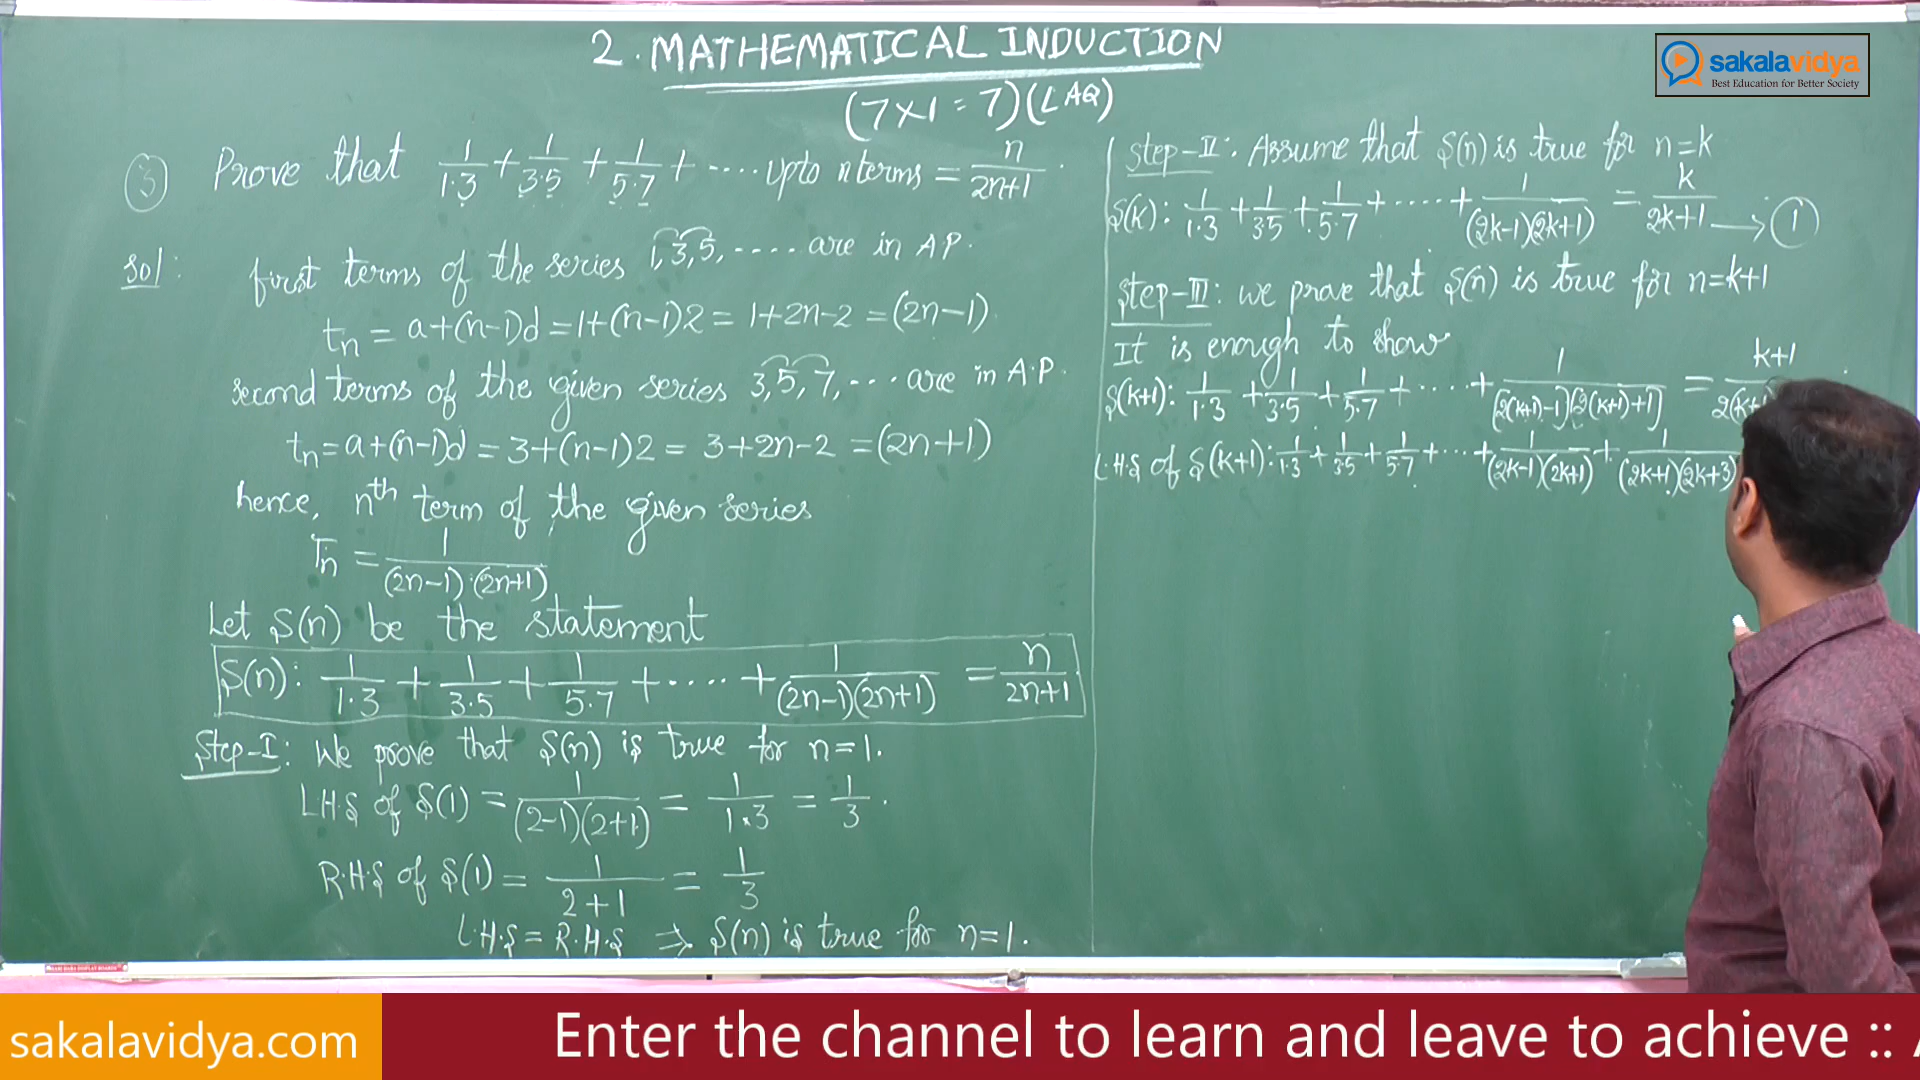 2. MATHEMATICAL INDUCTION
(7×1=7)(LAQ)
sakalavidya
Best Education for Better Society
3 Prove that 1/1·3 + 1/3·5 + 1/5·7 + .... upto n terms = n/2n+1.
Sol: first terms of the series 1,3,5, ..... are in A P.
tn = a+(n-1)d = 1+(n-1)2 = 1+2n-2 = (2n-1).
second terms of the given series 3,5,7, ... are in A.P.
tn = a+(n-1)d = 3+(n-1)2 = 3+2n-2 = (2n+1)
hence, nth term of the given series
Tn = 1/(2n-1)·(2n+1)
Let S(n) be the statement
S(n): 1/1·3 + 1/3·5 + 1/5·7 + ..... + 1/(2n-1)(2n+1) = n/2n+1.
Step-I: We prove that S(n) is true for n=1.
L.H.S of S(1) = 1/(2-1)(2+1) = 1/1·3 = 1/3.
R.H.S of S(1) = 1/2+1 = 1/3
L.H.S = R.H.S ⇒ S(n) is true for n=1.
Step-II: Assume that S(n) is true for n=k
S(k): 1/1·3 + 1/3·5 + 1/5·7 + ..... + 1/(2k-1)(2k+1) = k/2k+1 → 1
Step-III: we prove that S(n) is true for n=k+1
It is enough to show
S(k+1): 1/1·3 + 1/3·5 + 1/5·7 + ..... + 1/[2(k+1)-1][2(k+1)+1] = k+1/2(k+1)
L.H.S of S(k+1): 1/1·3 + 1/3·5 + 1/5·7 + ... + 1/(2k-1)(2k+1) + 1/(2k+1)(2k+3)
sakalavidya.com
Enter the channel to learn and leave to achieve ::